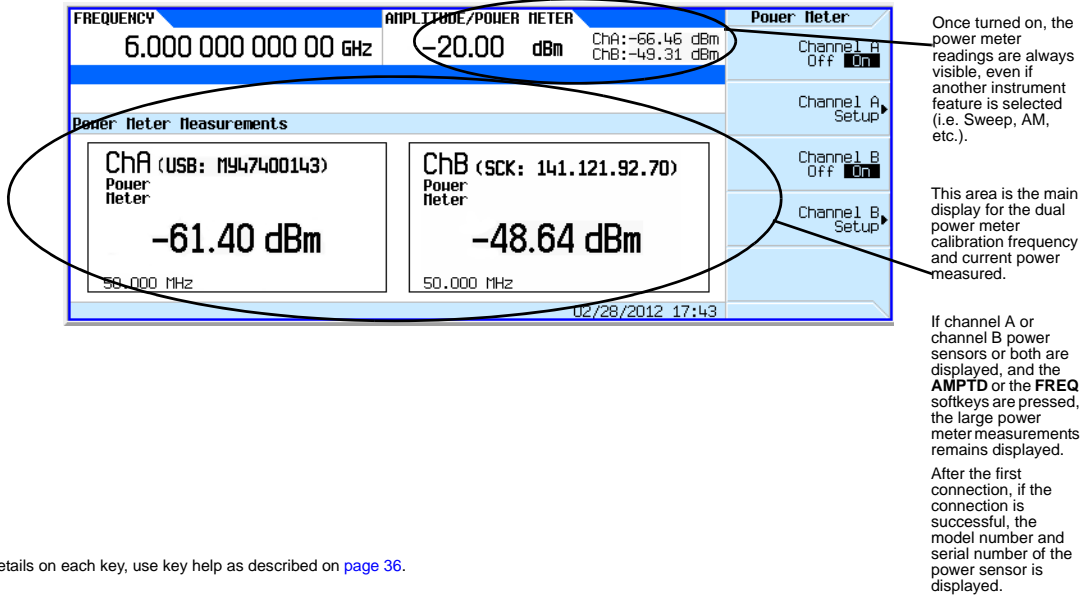 FREQUENCY
AMPLITUDE/POWER METER
Power Meter
6.000 000 000 00 GHz
-20.00 dBm
ChA:-66.46 dBm
ChB:-49.31 dBm
Channel A
Off On
Channel A
Setup
Channel B
Off On
Channel B
Setup
Power Meter Measurements
ChA (USB: MY47400143)
Power
Meter
-61.40 dBm
50.000 MHz
ChB (SCK: 141.121.92.70)
Power
Meter
-48.64 dBm
50.000 MHz
02/28/2012 17:43
Once turned on, the
power meter
readings are always
visible, even if
another instrument
feature is selected
(i.e. Sweep, AM,
etc.).
This area is the main
display for the dual
power meter
calibration frequency
and current power
measured.
If channel A or
channel B power
sensors or both are
displayed, and the
AMPTD or the FREQ
softkeys are pressed,
the large power
meter measurements
remains displayed.
After the first
connection, if the
connection is
successful, the
model number and
serial number of the
power sensor is
displayed.
etails on each key, use key help as described on page 36.